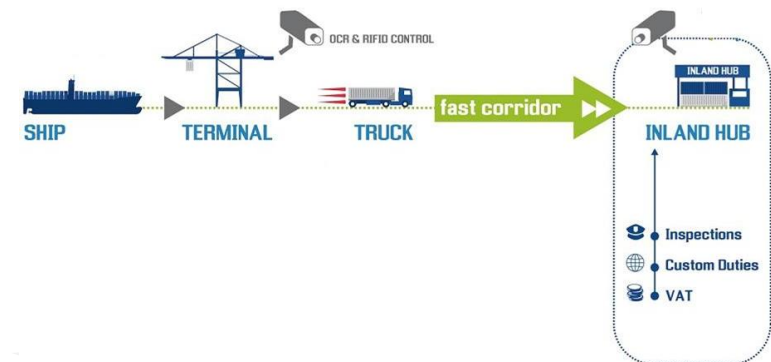 OCR & RIFID CONTROL
INLAND HUB
fast corridor
SHIP
TERMINAL
TRUCK
INLAND HUB
Inspections
Custom Duties
VAT